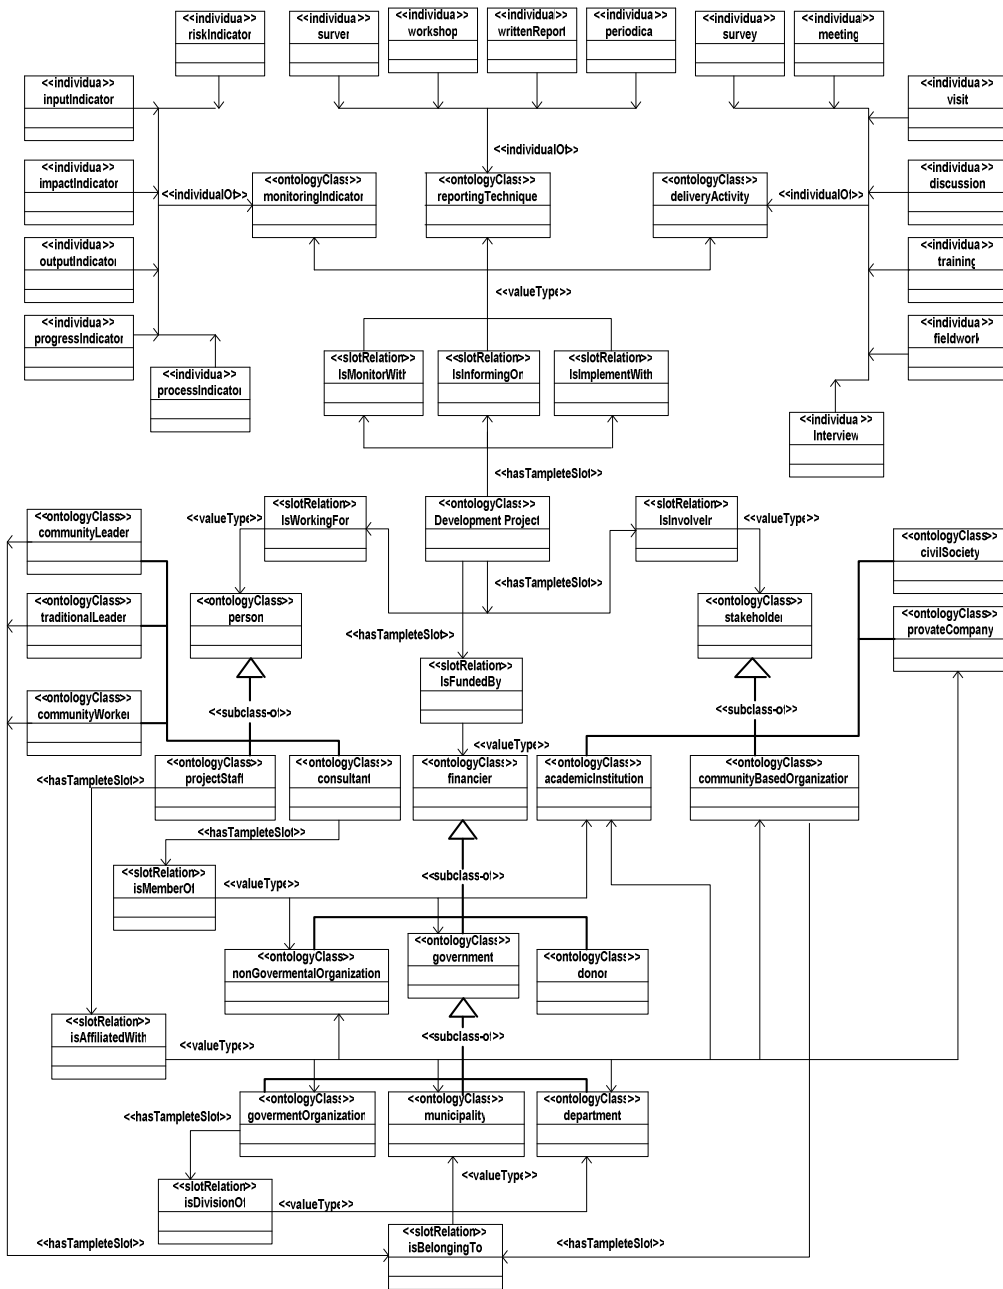 <<individua>>
riskIndicator
<<individua>>
surver
<<individua>>
workshop
<<individua>>
writtenReport
<<individua>>
periodica
<<individua>>
survey
<<individua>>
meeting
<<individua>>
inputIndicator
<<individua>>
visit
<<individualOf>>
<<individua>>
impactIndicator
<<individualOf>>
<<ontologyClass>>
monitoringIndicator
<<ontologyClass>>
reportingTechnique
<<ontologyClass>>
deliveryActivity
<<individualOf>>
<<individua>>
discussion
<<individua>>
outputIndicator
<<individua>>
training
<<valueType>>
<<individua>>
progressIndicator
<<individua>>
fieldwork
<<individua>>
processIndicator
<<slotRelation>>
IsMonitorWith
<<slotRelation>>
IsInformingOn
<<slotRelation>>
IsImplementWith
<<individua>>
Interview
<<hasTampleteSlot>>
<<ontologyClass>>
communityLeader
<<valueType>>
<<slotRelation>>
IsWorkingFor
<<ontologyClass>>
Development Project
<<slotRelation>>
IsInvolveIn
<<valueType>>
<<ontologyClass>>
civilSociety
<<hasTampleteSlot>>
<<ontologyClass>>
traditionalLeader
<<ontologyClass>>
person
<<ontologyClass>>
stakeholder
<<ontologyClass>>
provateCompany
<<hasTampleteSlot>>
<<slotRelation>>
IsFundedBy
<<ontologyClass>>
communityWorker
<<subclass-of>>
<<subclass-of>>
<<valueType>>
<<ontologyClass>>
projectStaff
<<ontologyClass>>
consultant
<<ontologyClass>>
financier
<<ontologyClass>>
academicInstitution
<<ontologyClass>>
communityBasedOrganization
<<hasTampleteSlot>>
<<hasTampleteSlot>>
<<slotRelation>>
isMemberOf
<<valueType>>
<<subclass-of>>
<<ontologyClass>>
nonGovermentalOrganization
<<ontologyClass>>
government
<<ontologyClass>>
donor
<<slotRelation>>
isAffiliatedWith
<<valueType>>
<<subclass-of>>
<<hasTampleteSlot>>
<<ontologyClass>>
govermentOrganization
<<ontologyClass>>
municipality
<<ontologyClass>>
department
<<slotRelation>>
isDivisionOf
<<valueType>>
<<valueType>>
<<hasTampleteSlot>>
<<slotRelation>>
isBelongingTo
<<hasTampleteSlot>>